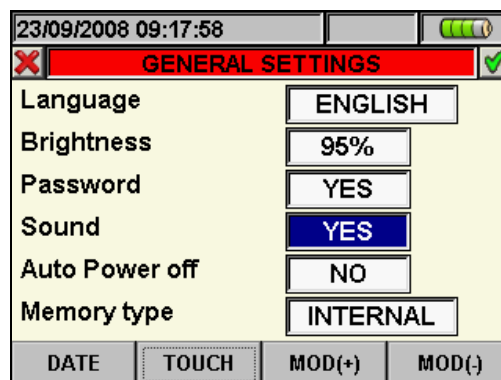 23/09/2008 09:17:58
GENERAL SETTINGS
Language ENGLISH
Brightness 95%
Password YES
Sound YES
Auto Power off NO
Memory type INTERNAL
DATE TOUCH MOD(+) MOD(-)